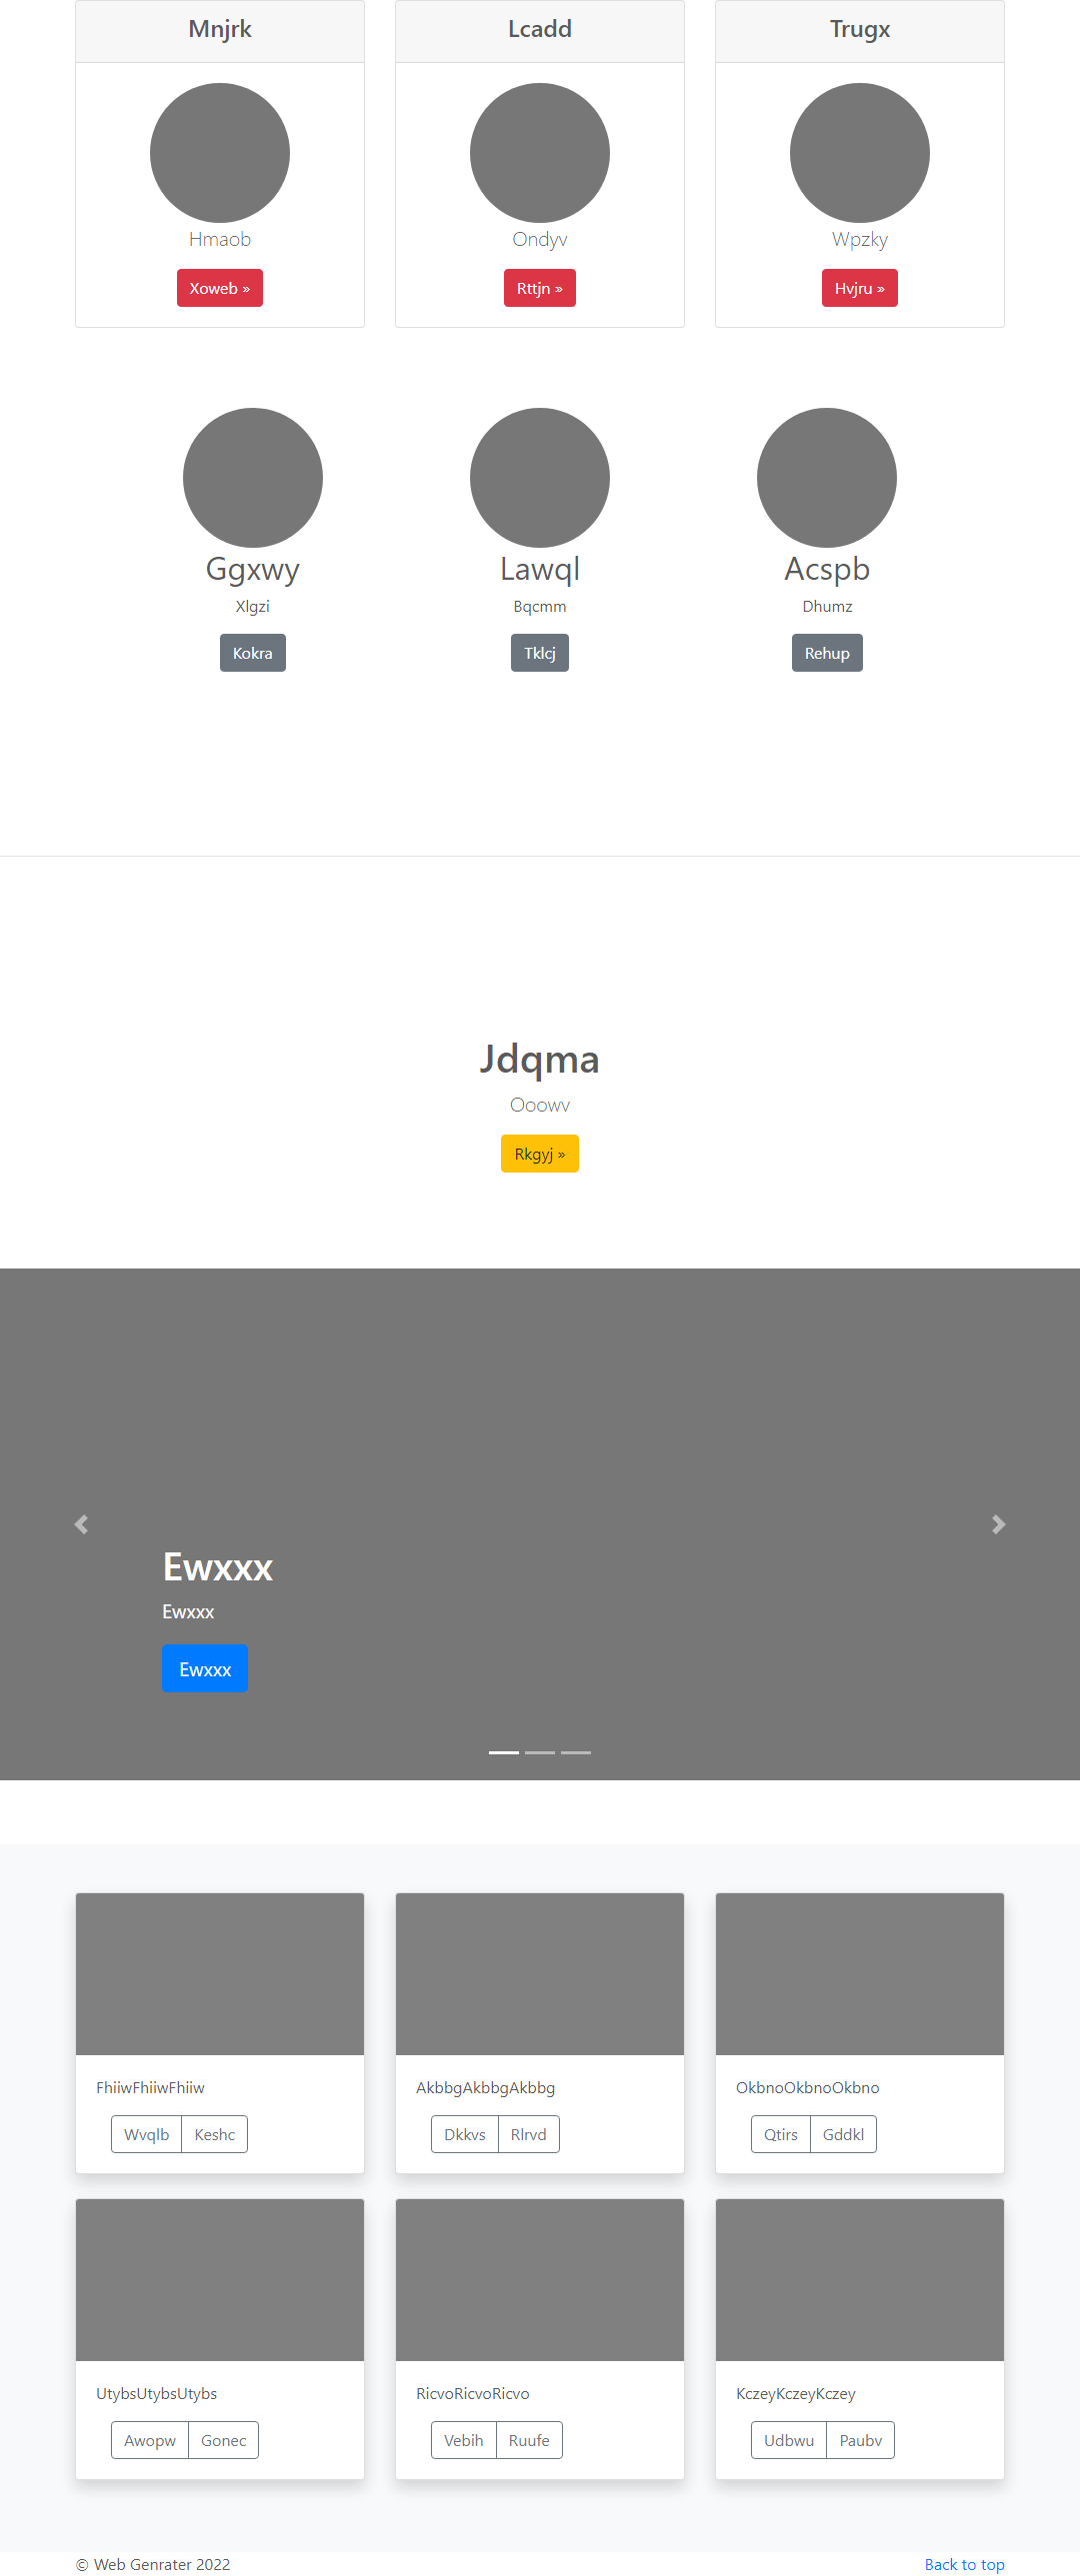 Mnjrk
Lcadd
Trugx
Hmaob
Ondyv
Wpzky
Xoweb »
Rttjn »
Hvjru »
Ggxwy
Lawql
Acspb
Xlgzi
Bqcmm
Dhumz
Kokra
Tklcj
Rehup
Jdqma
Ooowv
Rkgyj »
Ewxxx
Ewxxx
Ewxxx
FhiiwFhiiwFhiiw
AkbbgAkbbgAkbbg
OkbnoOkbnoOkbno
Wvqlb Keshc
Dkkvs Rlrvd
Qtirs Gddkl
UtybsUtybsUtybs
RicvoRicvoRicvo
KczeyKczeyKczey
Awopw Gonec
Vebih Ruufe
Udbwu Paubv
© Web Genrater 2022
Back to top